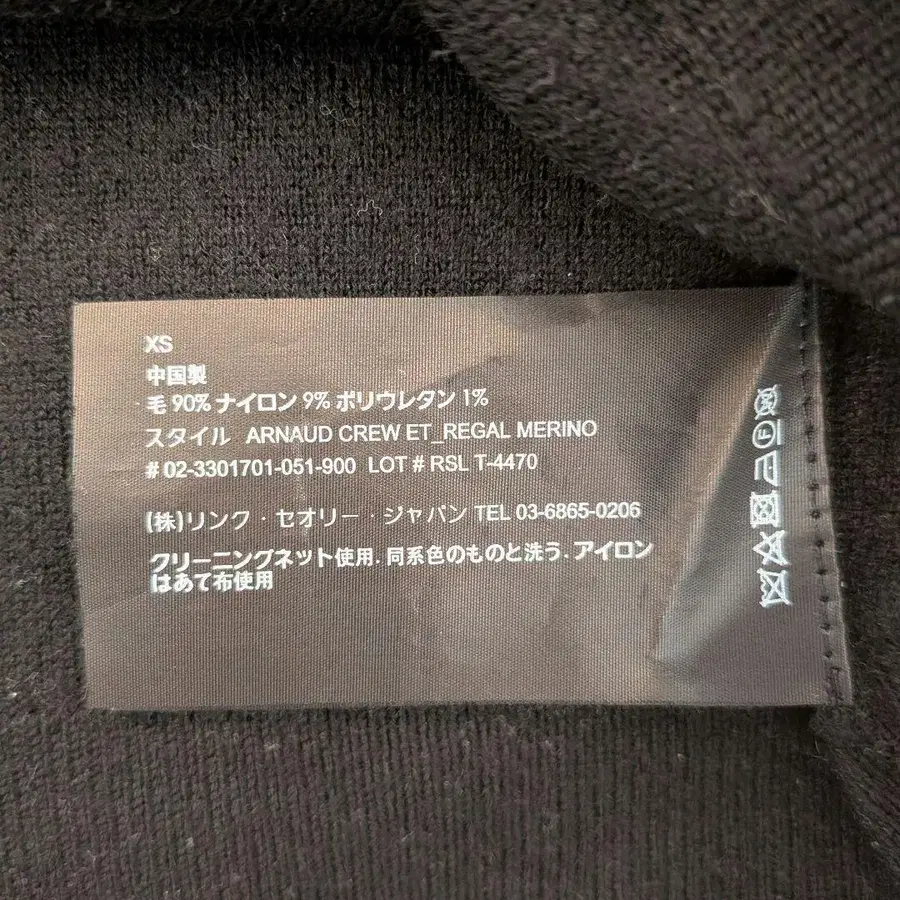 XS
中国製
毛 90% ナイロン 9% ポリウレタン 1%
スタイル ARNAUD CREW ET_REGAL MERINO
# 02-3301701-051-900 LOT # RSL T-4470
(株)リンク・セオリー・ジャパン TEL 03-6865-0206
クリーニングネット使用. 同系色のものと洗う. アイロン
はあて布使用
F